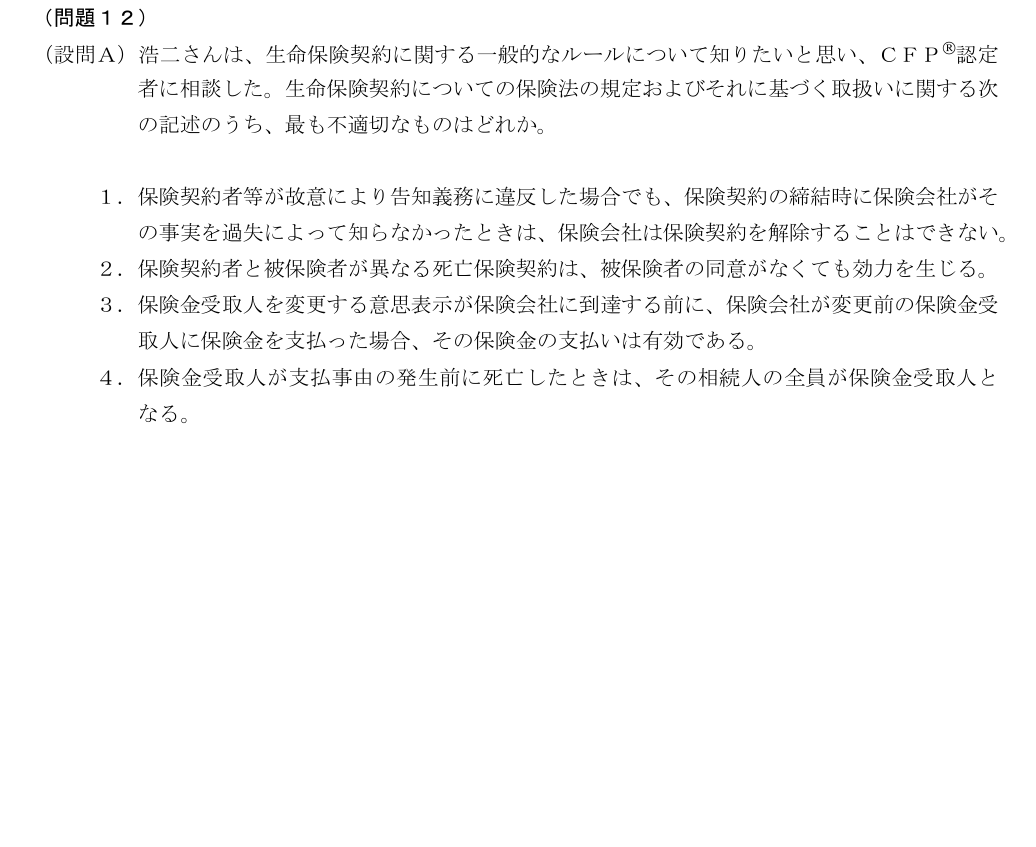 （問題１２）
（設問Ａ）浩二さんは、生命保険契約に関する一般的なルールについて知りたいと思い、ＣＦＰ®認定
者に相談した。生命保険契約についての保険法の規定およびそれに基づく取扱いに関する次
の記述のうち、最も不適切なものはどれか。
１．保険契約者等が故意により告知義務に違反した場合でも、保険契約の締結時に保険会社がそ
の事実を過失によって知らなかったときは、保険会社は保険契約を解除することはできない。
２．保険契約者と被保険者が異なる死亡保険契約は、被保険者の同意がなくても効力を生じる。
３．保険金受取人を変更する意思表示が保険会社に到達する前に、保険会社が変更前の保険金受
取人に保険金を支払った場合、その保険金の支払いは有効である。
４．保険金受取人が支払事由の発生前に死亡したときは、その相続人の全員が保険金受取人と
なる。